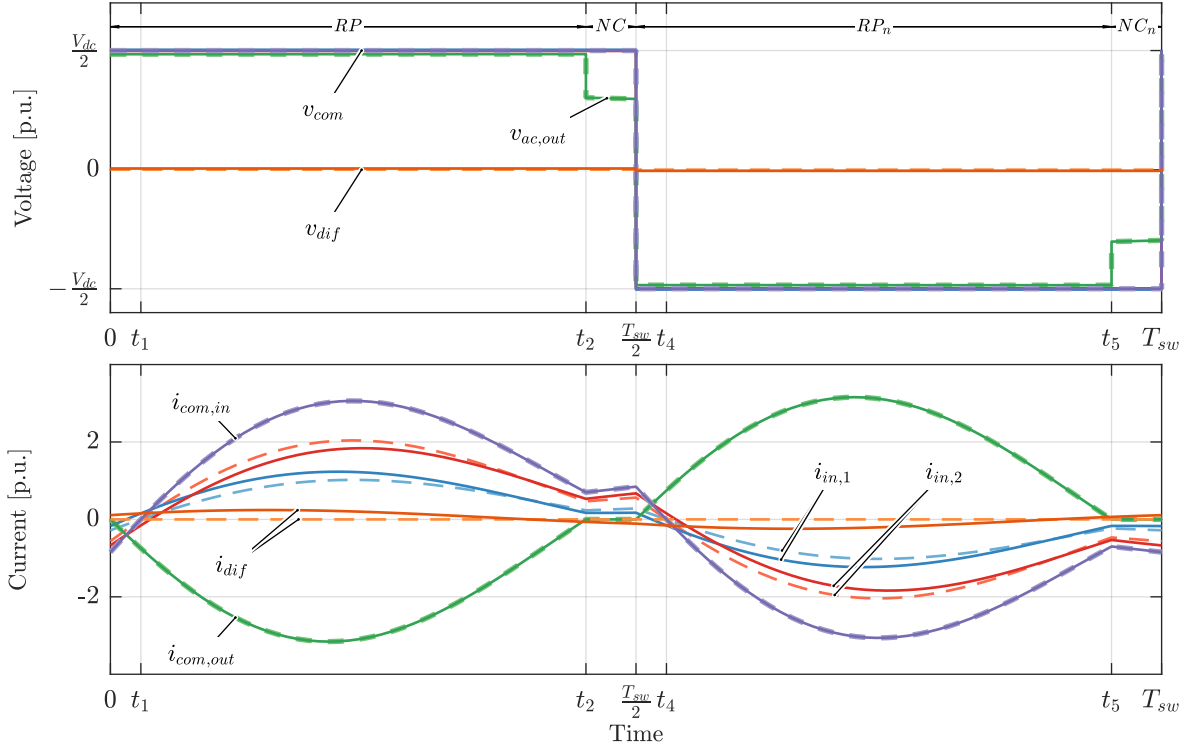 RP NC RP_n NC_n
V_dc/2
v_com
v_ac,out
0
v_dif
-V_dc/2
Voltage [p.u.]
0 t_1 t_2 T_sw/2 t_4 t_5 T_sw
i_com,in
2
i_in,1 i_in,2
0
i_dif
-2
i_com,out
Current [p.u.]
0 t_1 t_2 T_sw/2 t_4 t_5 T_sw
Time